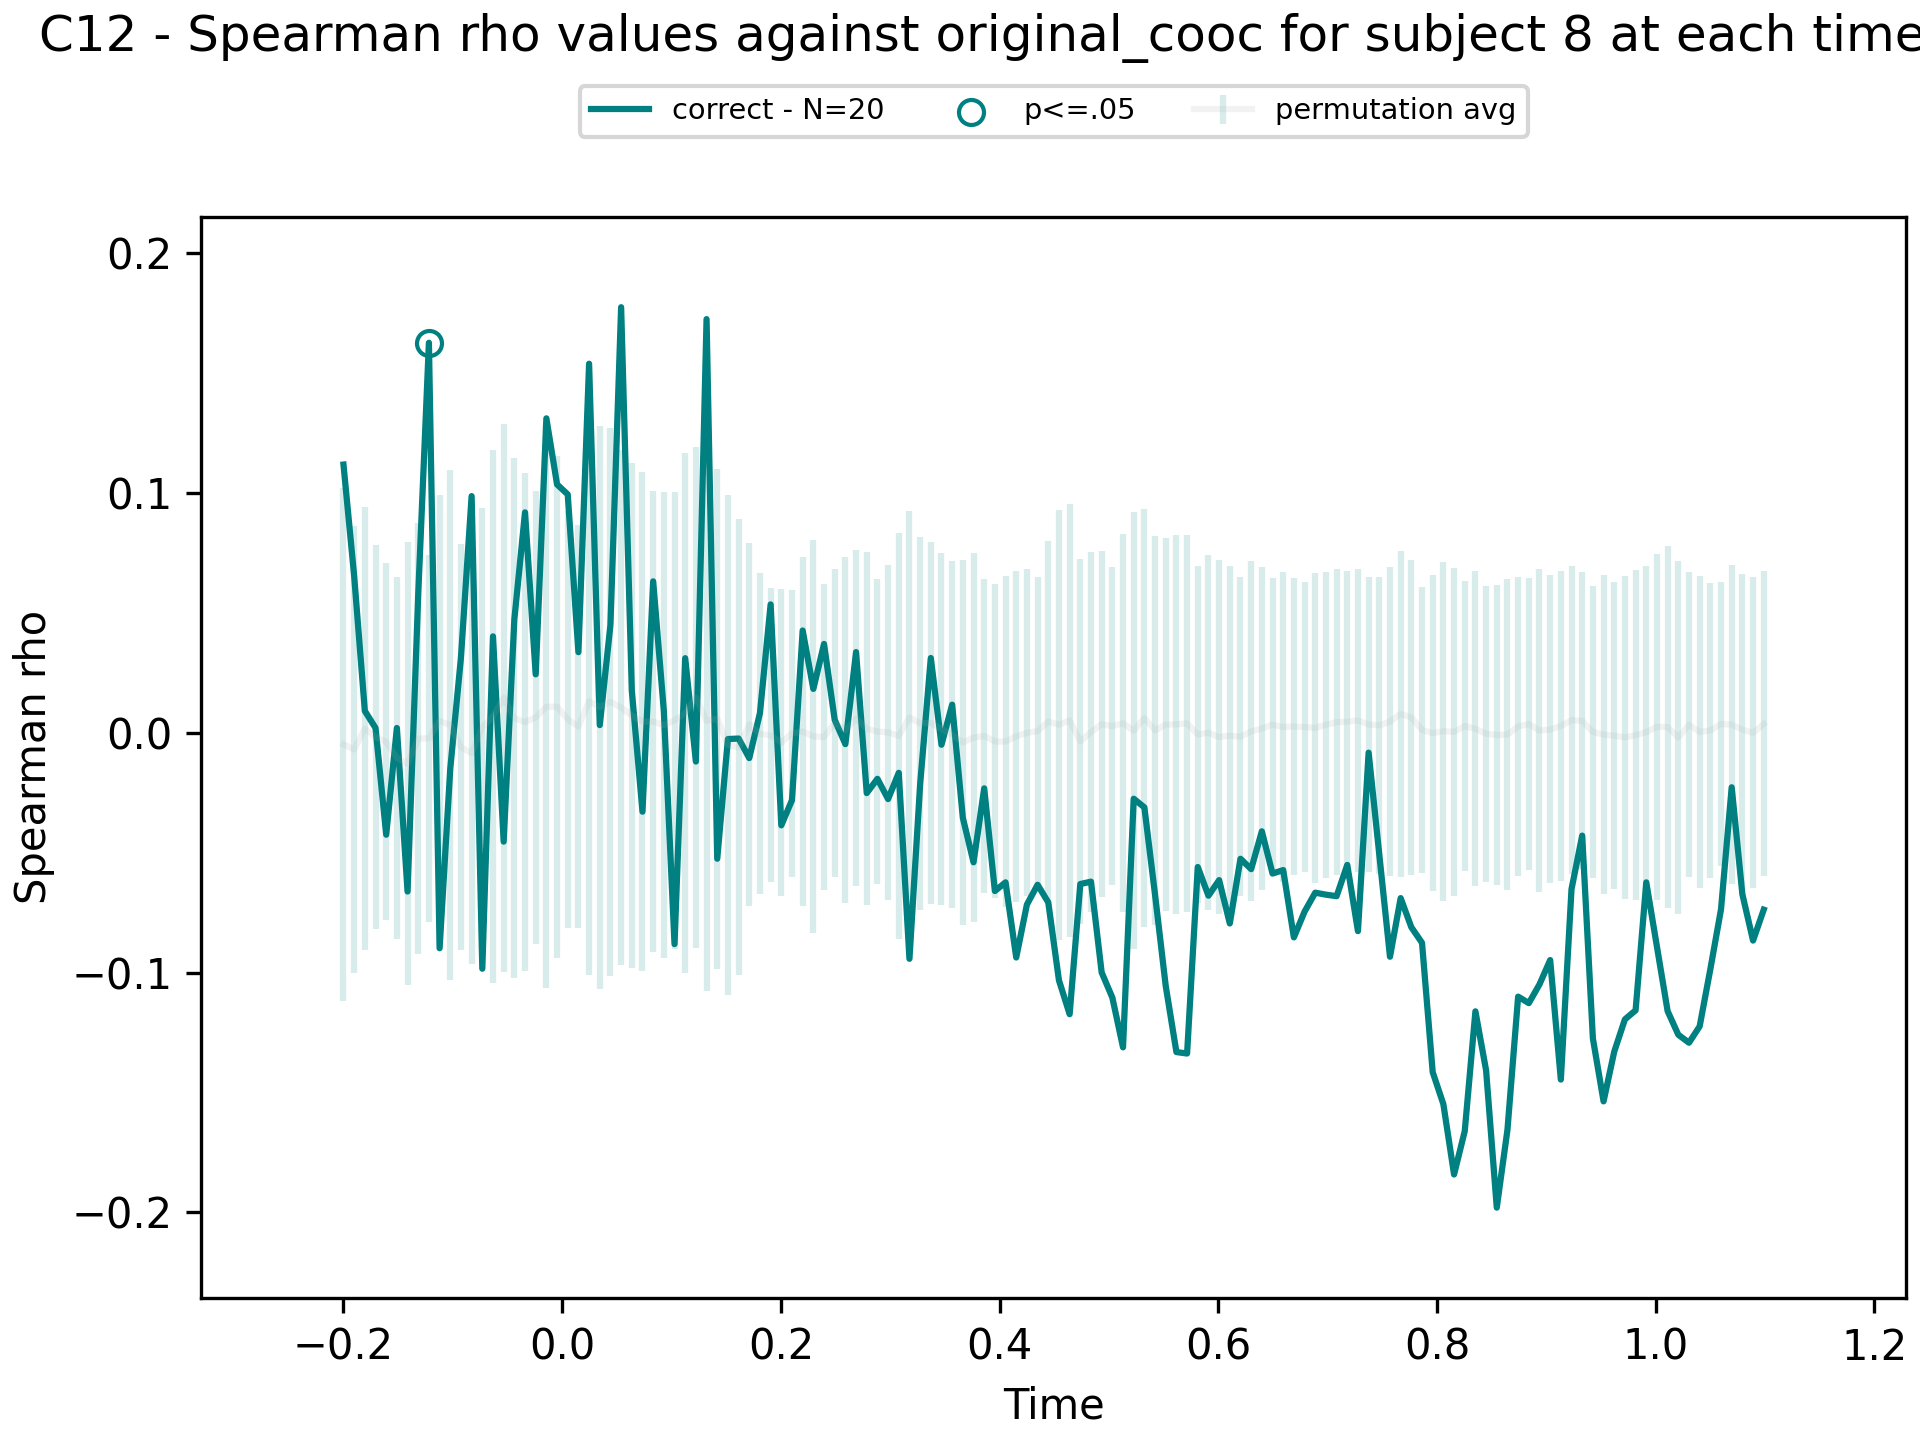 C12 - Spearman rho values against original_cooc for subject 8 at each time
correct - N=20 p<=.05 permutation avg
0.2
0.1
0.0
−0.1
−0.2
Spearman rho
−0.2 0.0 0.2 0.4 0.6 0.8 1.0 1.2
Time